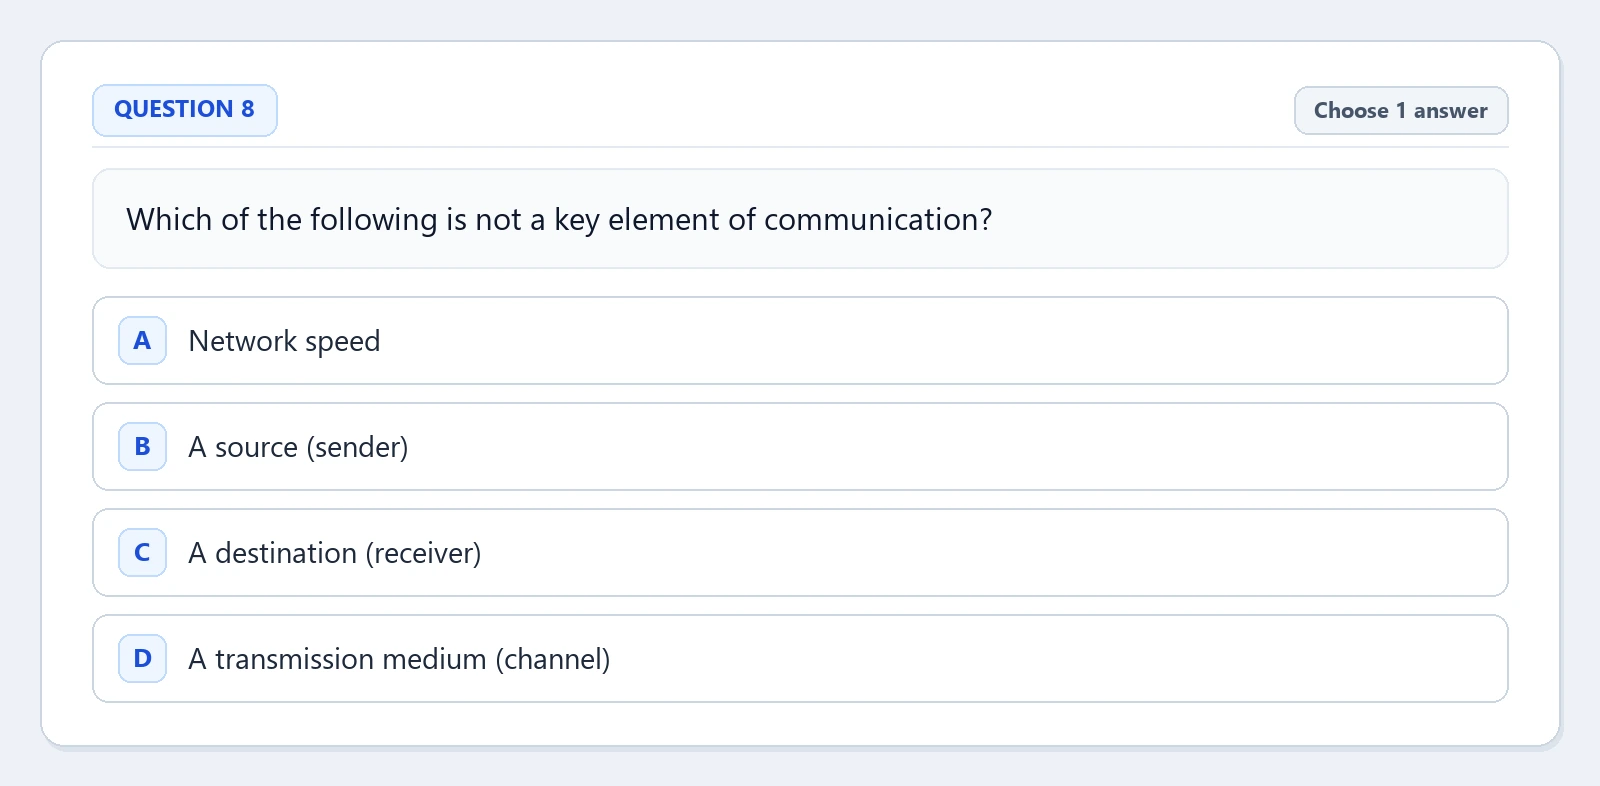 QUESTION 8
Choose 1 answer
Which of the following is not a key element of communication?
A Network speed
B A source (sender)
C A destination (receiver)
D A transmission medium (channel)